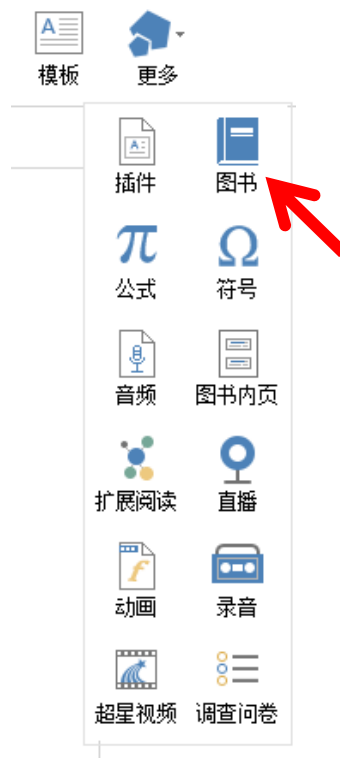 模板 更多
插件 图书
公式 符号
音频 图书内页
扩展阅读 直播
动画 录音
超星视频 调查问卷